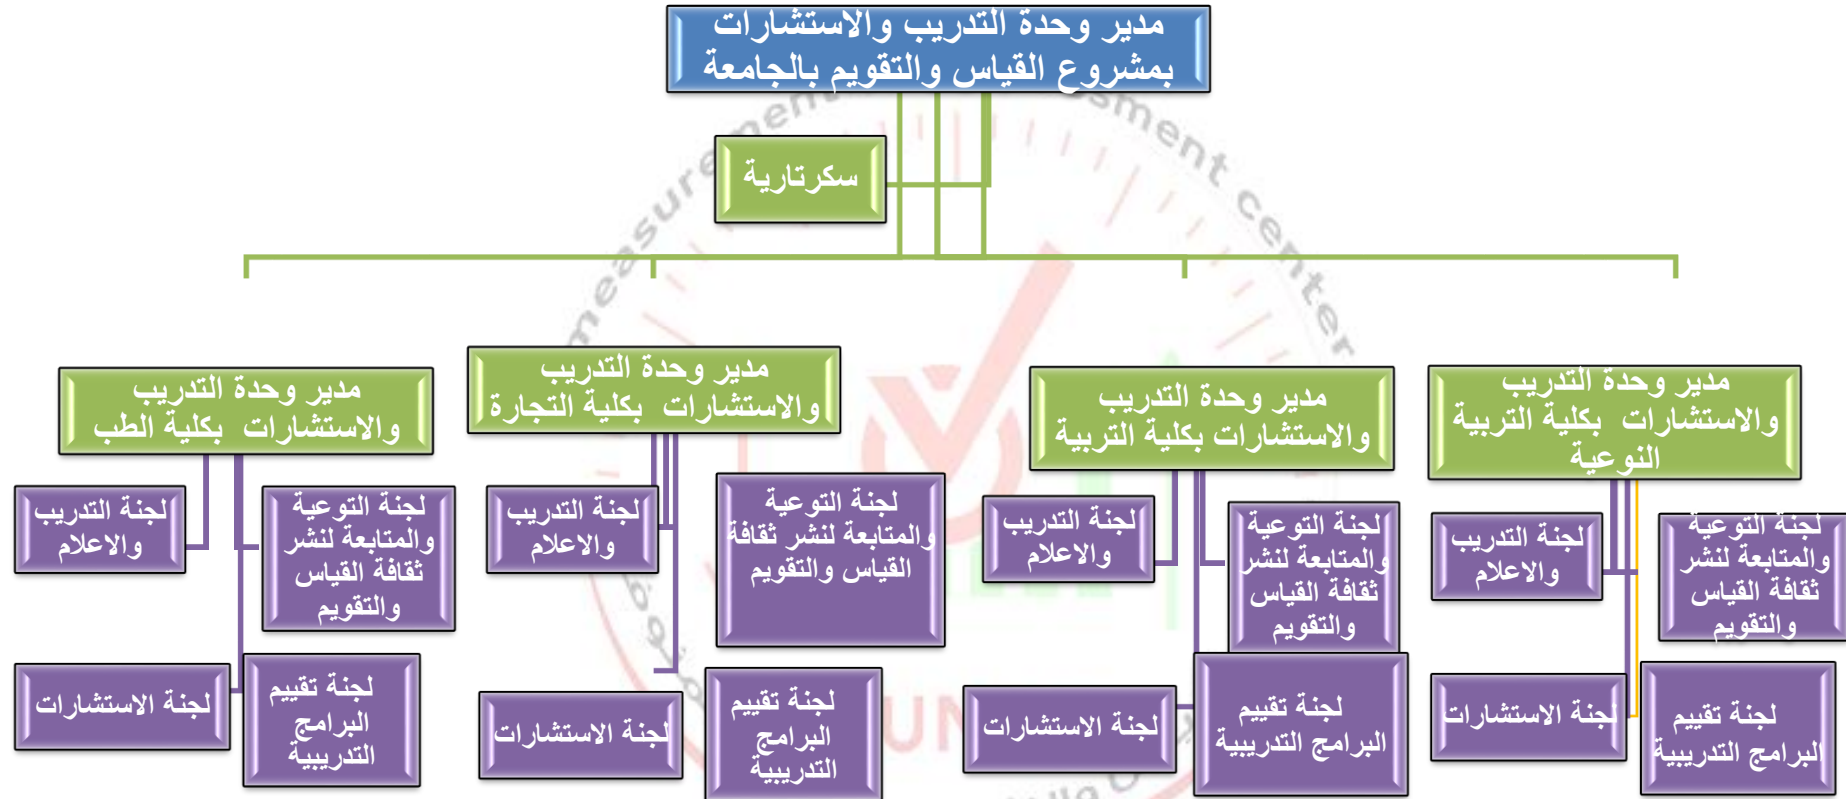 مدير وحدة التدريب والاستشارات
بمشروع القياس والتقويم بالجامعة
سكرتارية
مدير وحدة التدريب
والاستشارات بكلية التربية
النوعية
مدير وحدة التدريب
والاستشارات بكلية التربية
مدير وحدة التدريب
والاستشارات بكلية التجارة
مدير وحدة التدريب
والاستشارات بكلية الطب
لجنة التوعية
والمتابعة لنشر
ثقافة القياس
والتقويم
لجنة التدريب
والاعلام
لجنة تقييم
البرامج التدريبية
لجنة الاستشارات
لجنة التوعية
والمتابعة لنشر
ثقافة القياس
والتقويم
لجنة التدريب
والاعلام
لجنة تقييم
البرامج التدريبية
لجنة الاستشارات
لجنة التوعية
والمتابعة لنشر ثقافة
القياس والتقويم
لجنة التدريب
والاعلام
لجنة تقييم
البرامج
التدريبية
لجنة الاستشارات
لجنة التوعية
والمتابعة لنشر
ثقافة القياس
والتقويم
لجنة التدريب
والاعلام
لجنة تقييم
البرامج
التدريبية
لجنة الاستشارات
center